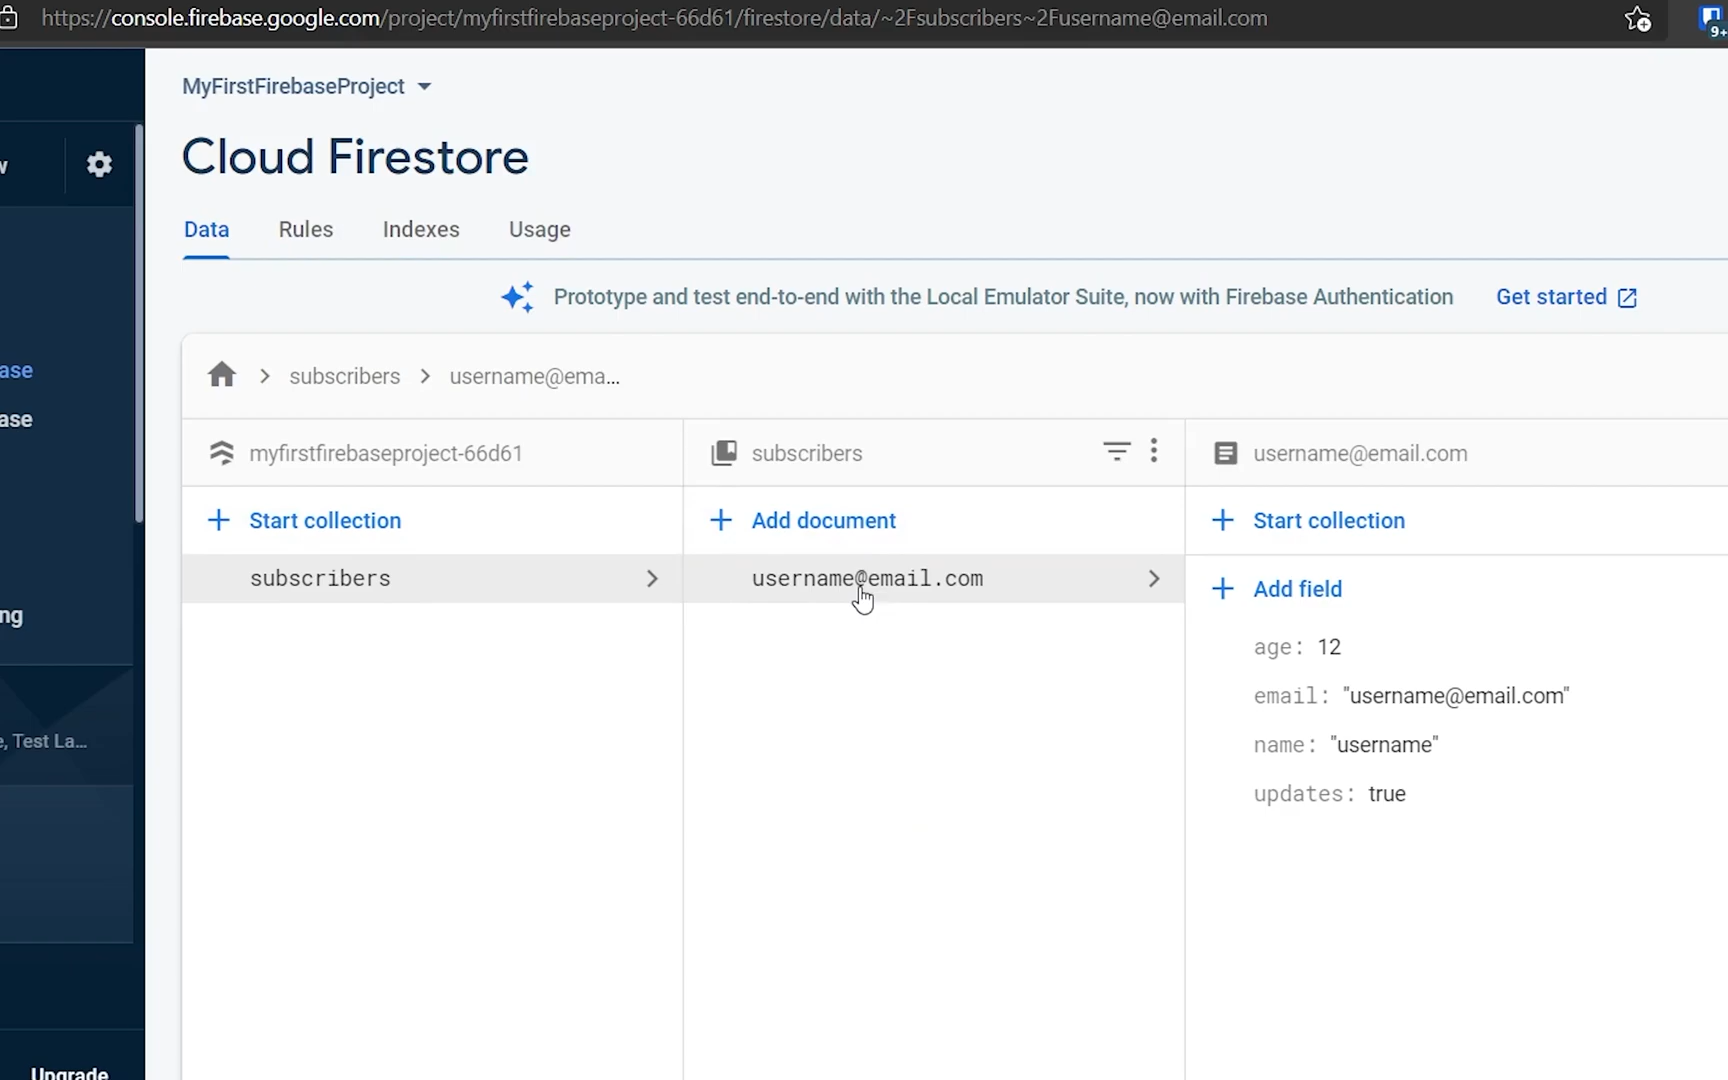 https://console.firebase.google.com/project/myfirstfirebaseproject-66d61/firestore/data/~2Fsubscribers~2Fusername@email.com
9+
MyFirstFirebaseProject
Cloud Firestore
Data Rules Indexes Usage
Prototype and test end-to-end with the Local Emulator Suite, now with Firebase Authentication Get started
subscribers username@ema...
myfirstfirebaseproject-66d61 subscribers username@email.com
+ Start collection + Add document + Start collection
subscribers username@email.com
+ Add field
age: 12
email: "username@email.com"
name: "username"
updates: true
w
ase
ase
ng
e, Test La...
Upgrade